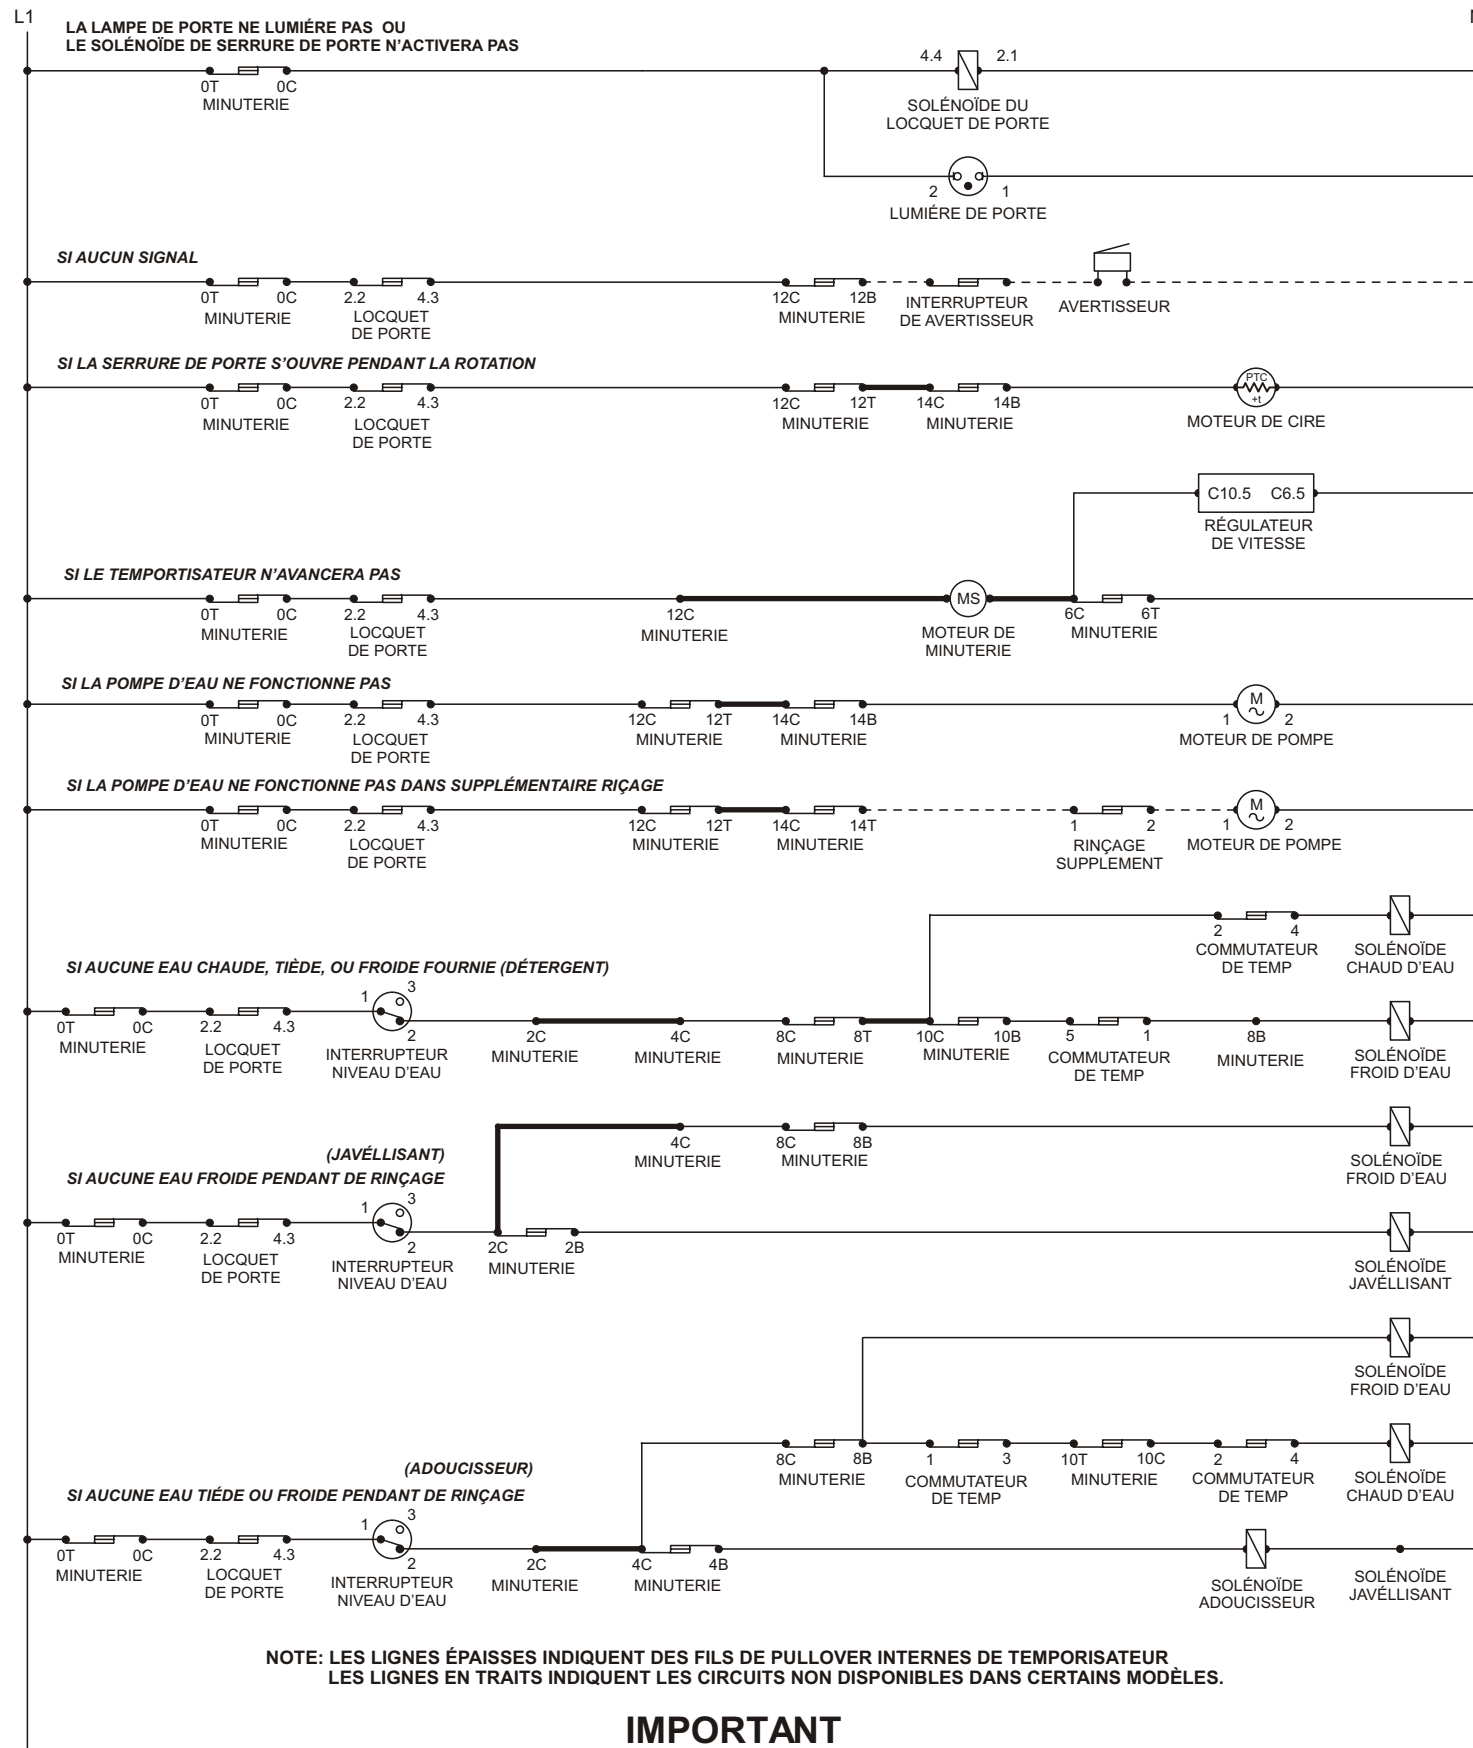 L1
LA LAMPE DE PORTE NE LUMIÉRE PAS OU
LE SOLÉNOÏDE DE SERRURE DE PORTE N'ACTIVERA PAS
0T 0C
MINUTERIE
4.4 2.1
SOLÉNOÏDE DU
LOCQUET DE PORTE
2 1
LUMIÉRE DE PORTE
SI AUCUN SIGNAL
0T 0C
MINUTERIE
2.2 4.3
LOCQUET
DE PORTE
12C 12B
MINUTERIE
INTERRUPTEUR
DE AVERTISSEUR
AVERTISSEUR
SI LA SERRURE DE PORTE S'OUVRE PENDANT LA ROTATION
0T 0C
MINUTERIE
2.2 4.3
LOCQUET
DE PORTE
12C 12T
MINUTERIE
14C 14B
MINUTERIE
PTC
+t
MOTEUR DE CIRE
C10.5 C6.5
RÉGULATEUR
DE VITESSE
SI LE TEMPORTISATEUR N'AVANCERA PAS
0T 0C
MINUTERIE
2.2 4.3
LOCQUET
DE PORTE
12C
MINUTERIE
MS
MOTEUR DE
MINUTERIE
6C 6T
MINUTERIE
SI LA POMPE D'EAU NE FONCTIONNE PAS
0T 0C
MINUTERIE
2.2 4.3
LOCQUET
DE PORTE
12C 12T
MINUTERIE
14C 14B
MINUTERIE
M
1 2
MOTEUR DE POMPE
SI LA POMPE D'EAU NE FONCTIONNE PAS DANS SUPPLÉMENTAIRE RIÇAGE
0T 0C
MINUTERIE
2.2 4.3
LOCQUET
DE PORTE
12C 12T
MINUTERIE
14C 14T
MINUTERIE
1 2
RINÇAGE
SUPPLEMENT
M
1 2
MOTEUR DE POMPE
2 4
COMMUTATEUR
DE TEMP
SOLÉNOÏDE
CHAUD D'EAU
SI AUCUNE EAU CHAUDE, TIÈDE, OU FROIDE FOURNIE (DÉTERGENT)
0T 0C
MINUTERIE
2.2 4.3
LOCQUET
DE PORTE
1 3
2
INTERRUPTEUR
NIVEAU D'EAU
2C
MINUTERIE
4C
MINUTERIE
8C 8T
MINUTERIE
10C 10B
MINUTERIE
5 1
COMMUTATEUR
DE TEMP
8B
MINUTERIE
SOLÉNOÏDE
FROID D'EAU
4C
MINUTERIE
8C 8B
MINUTERIE
SOLÉNOÏDE
FROID D'EAU
(JAVÉLLISANT)
SI AUCUNE EAU FROIDE PENDANT DE RINÇAGE
0T 0C
MINUTERIE
2.2 4.3
LOCQUET
DE PORTE
1 3
2
INTERRUPTEUR
NIVEAU D'EAU
2C 2B
MINUTERIE
SOLÉNOÏDE
JAVÉLLISANT
SOLÉNOÏDE
FROID D'EAU
8C 8B
MINUTERIE
1 3
COMMUTATEUR
DE TEMP
10T 10C
MINUTERIE
2 4
COMMUTATEUR
DE TEMP
SOLÉNOÏDE
CHAUD D'EAU
(ADOUCISSEUR)
SI AUCUNE EAU TIÉDE OU FROIDE PENDANT DE RINÇAGE
0T 0C
MINUTERIE
2.2 4.3
LOCQUET
DE PORTE
1 3
2
INTERRUPTEUR
NIVEAU D'EAU
2C
MINUTERIE
4C 4B
MINUTERIE
SOLÉNOÏDE
ADOUCISSEUR
SOLÉNOÏDE
JAVÉLLISANT
NOTE: LES LIGNES ÉPAISSES INDIQUENT DES FILS DE PULLOVER INTERNES DE TEMPORISATEUR
LES LIGNES EN TRAITS INDIQUENT LES CIRCUITS NON DISPONIBLES DANS CERTAINS MODÈLES.
IMPORTANT